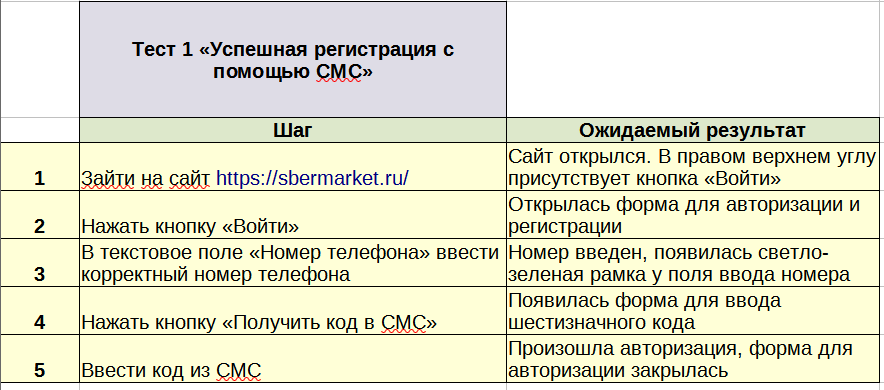 Тест 1 «Успешная регистрация с
помощью СМС»
Шаг
Ожидаемый результат
1
Зайти на сайт https://sbermarket.ru/
Сайт открылся. В правом верхнем углу
присутствует кнопка «Войти»
2
Нажать кнопку «Войти»
Открылась форма для авторизации и
регистрации
3
В текстовое поле «Номер телефона» ввести
корректный номер телефона
Номер введен, появилась светло-
зеленая рамка у поля ввода номера
4
Нажать кнопку «Получить код в СМС»
Появилась форма для ввода
шестизначного кода
5
Ввести код из СМС
Произошла авторизация, форма для
авторизации закрылась